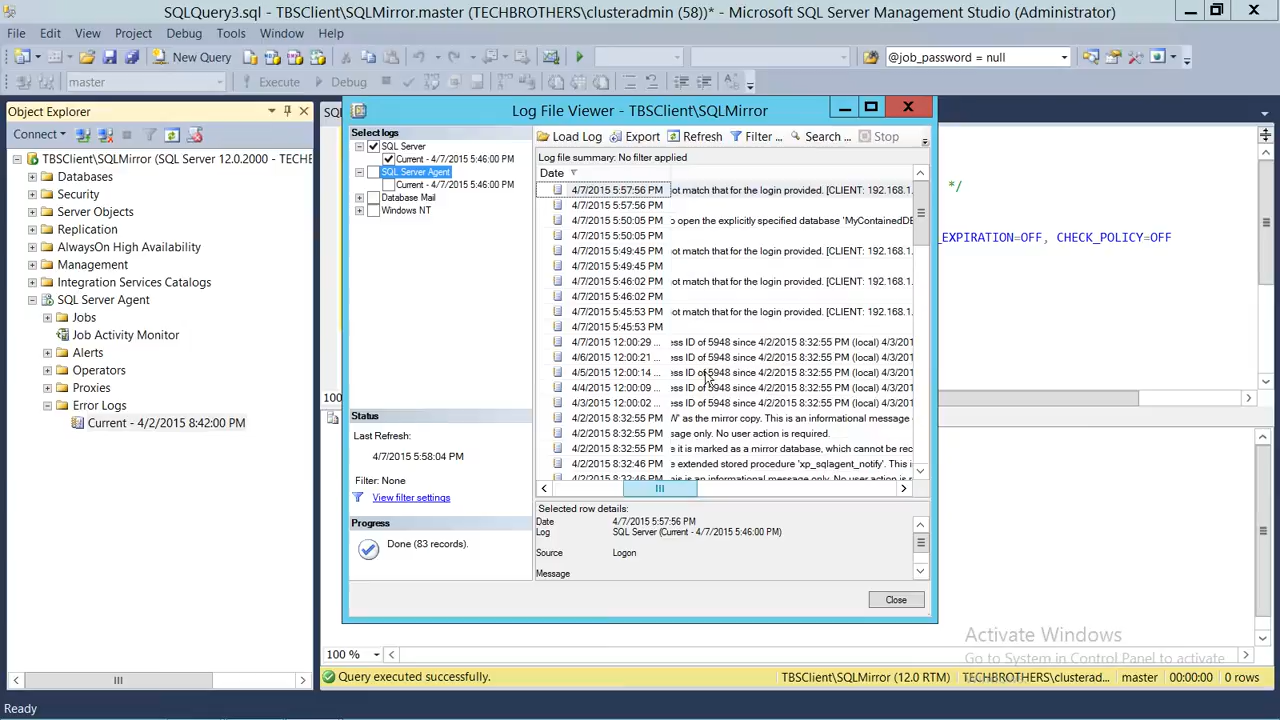 SQLQuery3.sql - TBSClient\SQLMirror.master (TECHBROTHERS\clusteradmin (58))* - Microsoft SQL Server Management Studio (Administrator)
File Edit View Project Debug Tools Window Help
New Query @job_password = null
master Execute Debug
Object Explorer
Connect
TBSClient\SQLMirror (SQL Server 12.0.2000 - TECH
Databases
Security
Server Objects
Replication
AlwaysOn High Availability
Management
Integration Services Catalogs
SQL Server Agent
Jobs
Job Activity Monitor
Alerts
Operators
Proxies
Error Logs
Current - 4/2/2015 8:42:00 PM
Log File Viewer - TBSClient\SQLMirror
Select logs
SQL Server
Current - 4/7/2015 5:46:00 PM
SQL Server Agent
Current - 4/7/2015 5:46:00 PM
Database Mail
Windows NT
Status
Last Refresh:
4/7/2015 5:58:04 PM
Filter: None
View filter settings
Progress
Done (83 records).
Load Log Export Refresh Filter ... Search ... Stop
Log file summary: No filter applied
Date
4/7/2015 5:57:56 PM ot match that for the login provided. [CLIENT: 192.168.1.
4/7/2015 5:57:56 PM
4/7/2015 5:50:05 PM o open the explicitly specified database 'MyContainedDE
4/7/2015 5:50:05 PM
4/7/2015 5:49:45 PM ot match that for the login provided. [CLIENT: 192.168.1.
4/7/2015 5:49:45 PM
4/7/2015 5:46:02 PM ot match that for the login provided. [CLIENT: 192.168.1.
4/7/2015 5:46:02 PM
4/7/2015 5:45:53 PM ot match that for the login provided. [CLIENT: 192.168.1.
4/7/2015 5:45:53 PM
4/7/2015 12:00:29 ... ess ID of 5948 since 4/2/2015 8:32:55 PM (local) 4/3/201
4/6/2015 12:00:21 ... ess ID of 5948 since 4/2/2015 8:32:55 PM (local) 4/3/201
4/5/2015 12:00:14 ... ess ID of 5948 since 4/2/2015 8:32:55 PM (local) 4/3/201
4/4/2015 12:00:09 ... ess ID of 5948 since 4/2/2015 8:32:55 PM (local) 4/3/201
4/3/2015 12:00:02 ... ess ID of 5948 since 4/2/2015 8:32:55 PM (local) 4/3/201
4/2/2015 8:32:55 PM W' as the mirror copy. This is an informational message
4/2/2015 8:32:55 PM sage only. No user action is required.
4/2/2015 8:32:55 PM e it is marked as a mirror database, which cannot be rec
4/2/2015 8:32:46 PM e extended stored procedure 'xp_sqlagent_notify'. This i
4/2/2015 8:32:46 PM his is an informational message only. No user action is r
Selected row details:
Date 4/7/2015 5:57:56 PM
Log SQL Server (Current - 4/7/2015 5:46:00 PM)
Source Logon
Message
Close
SQ
*/
_EXPIRATION=OFF, CHECK_POLICY=OFF
100
Activate Windows
Go to System in Control Panel to activate
100 %
Query executed successfully. TBSClient\SQLMirror (12.0 RTM) TECHBROTHERS\clusterad... master 00:00:00 0 rows
Ready